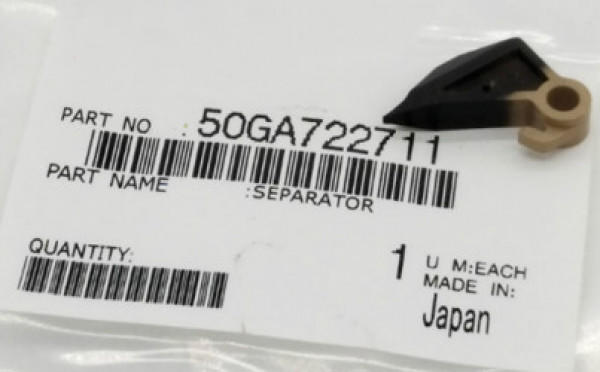 PART NO : 50GA722711
PART NAME :SEPARATOR
QUANTITY: 1 U M:EACH
MADE IN:
Japan